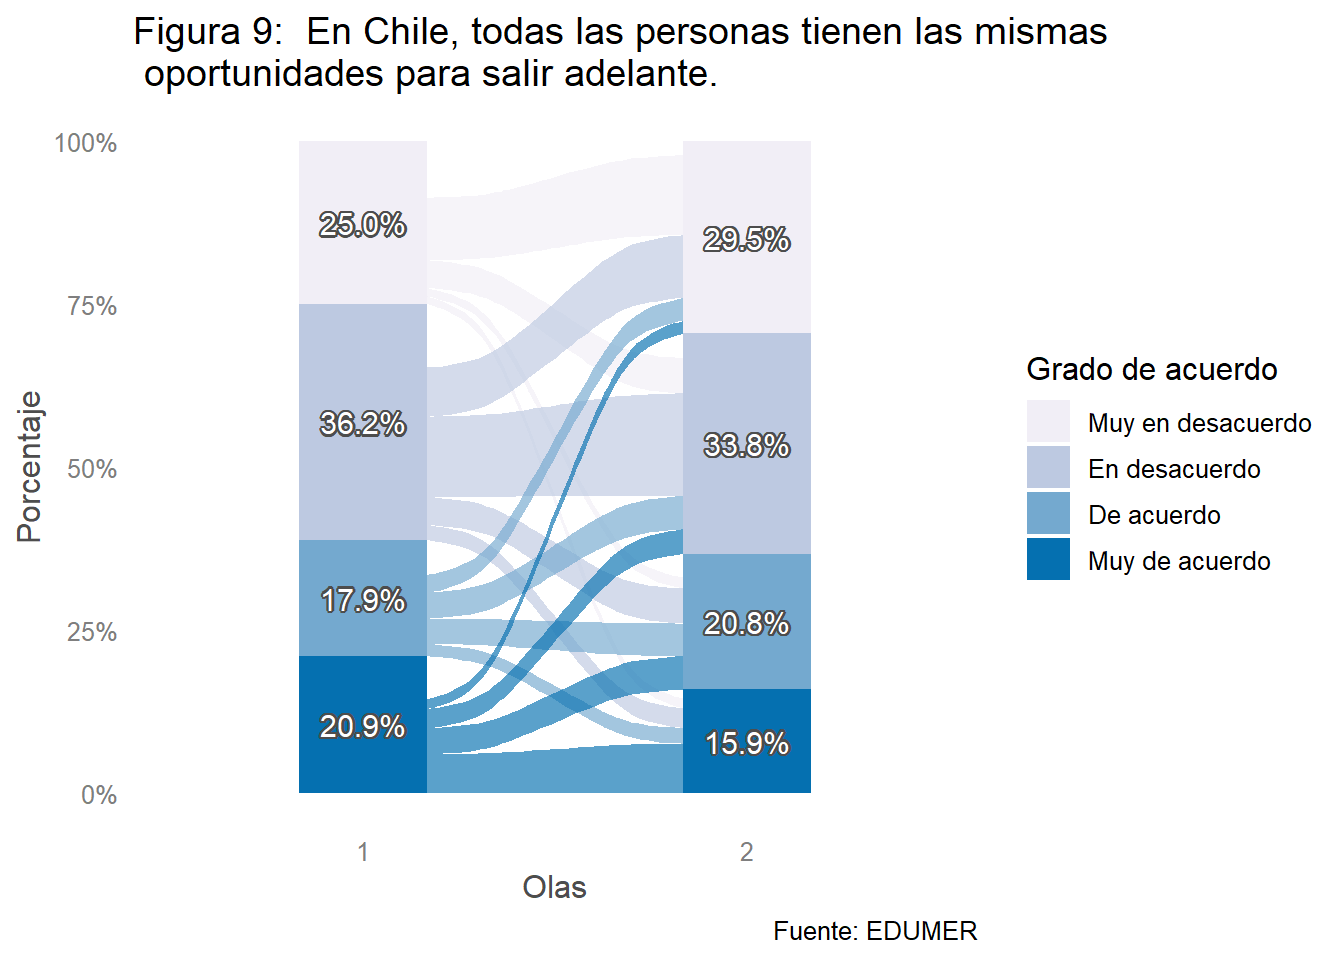 Figura 9:  En Chile, todas las personas tienen las mismas
oportunidades para salir adelante.
100%
75%
50%
25%
0%
Porcentaje
25.0%
36.2%
17.9%
20.9%
29.5%
33.8%
20.8%
15.9%
1
2
Olas
Grado de acuerdo
Muy en desacuerdo
En desacuerdo
De acuerdo
Muy de acuerdo
Fuente: EDUMER